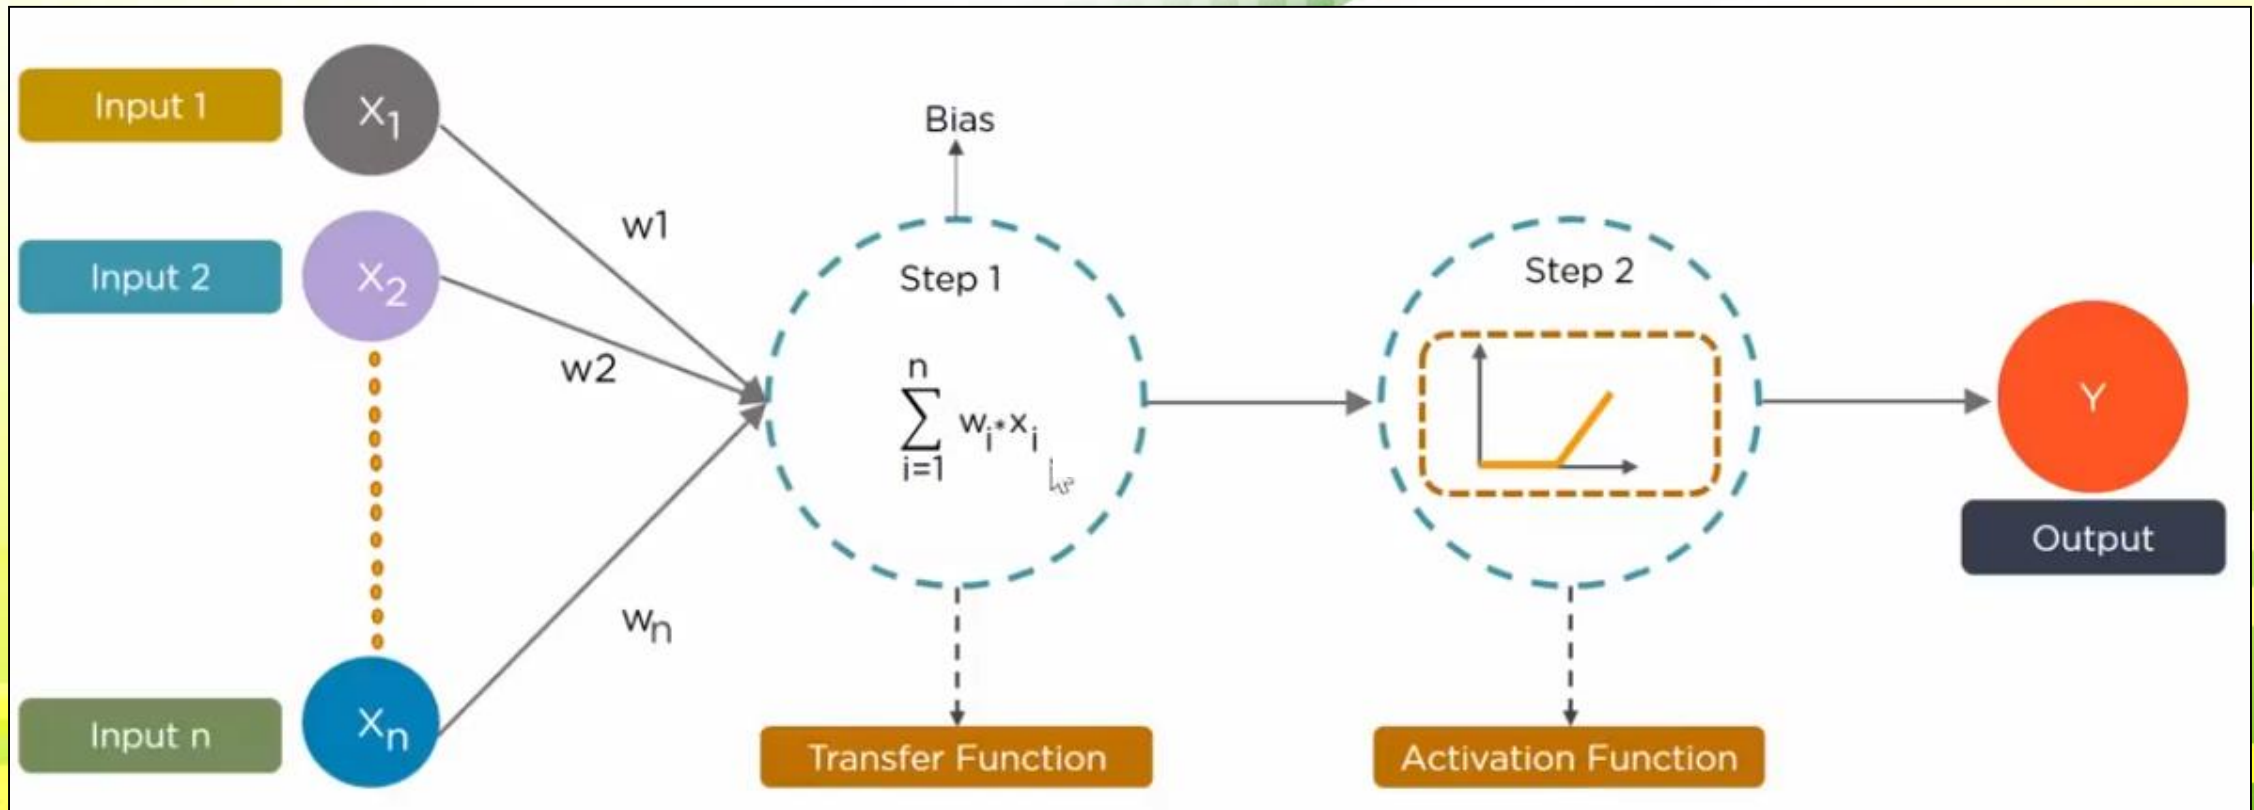 Input 1
X1
Bias
w1
Input 2
X2
Step 1
Step 2
w2
n
∑ wi*xi
i=1
Y
Output
wn
Input n
Xn
Transfer Function
Activation Function